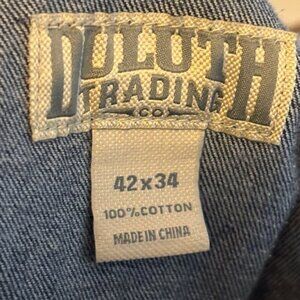 DULUTH
TRADING
CO
42x34
100% COTTON
MADE IN CHINA